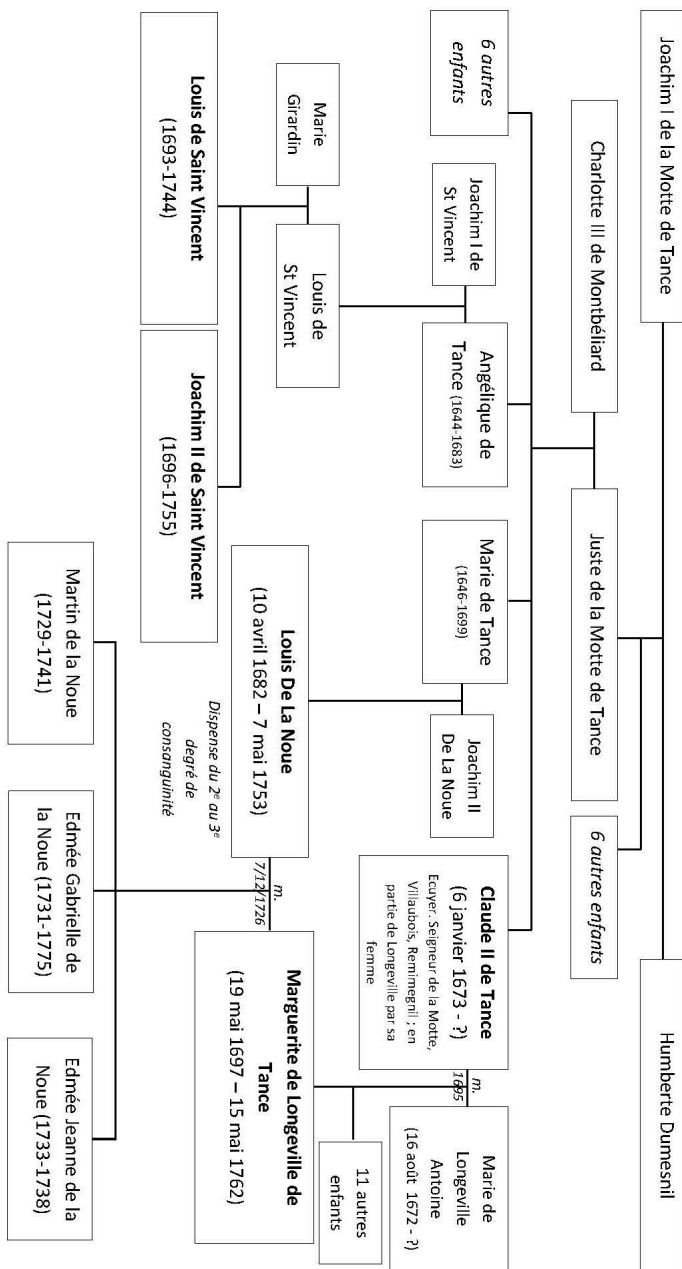 Joachim I de la Motte de Tance
Humberte Dumesnil
Charlotte III de Montbéliard
Juste de la Motte de Tance
6 autres enfants
6 autres
enfants
Joachim I de
St Vincent
Angélique de
Tance (1644-1683)
Marie de Tance
(1646-1699)
Joachim II
De La Noue
Claude II de Tance
(6 janvier 1673 - ?)
Ecuyer. Seigneur de la Motte,
Villaubois, Remimegnil ; en
partie de Longeville par sa
femme
m.
1695
Marie de
Longeville
Antoine
(16 août 1672 - ?)
Marie
Girardin
Louis de
St Vincent
11 autres
enfants
Louis de Saint Vincent
(1693-1744)
Joachim II de Saint Vincent
(1696-1755)
Louis De La Noue
(10 avril 1682 – 7 mai 1753)
Dispense du 2e au 3e
degré de
consanguinité
m.
7/12/1726
Marguerite de Longeville de
Tance
(19 mai 1697 – 15 mai 1762)
Martin de la Noue
(1729-1741)
Edmée Gabrielle de
la Noue (1731-1775)
Edmée Jeanne de la
Noue (1733-1738)